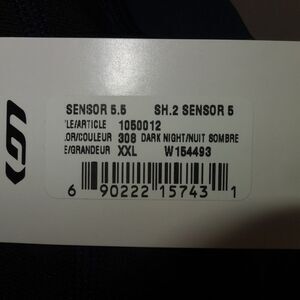 SENSOR 5.5 SH.2 SENSOR 5
LE/ARTICLE 1050012
OR/COULEUR 308 DARK NIGHT/NUIT SOMBRE
E/GRANDEUR XXL W154493
6 90222 15743 1